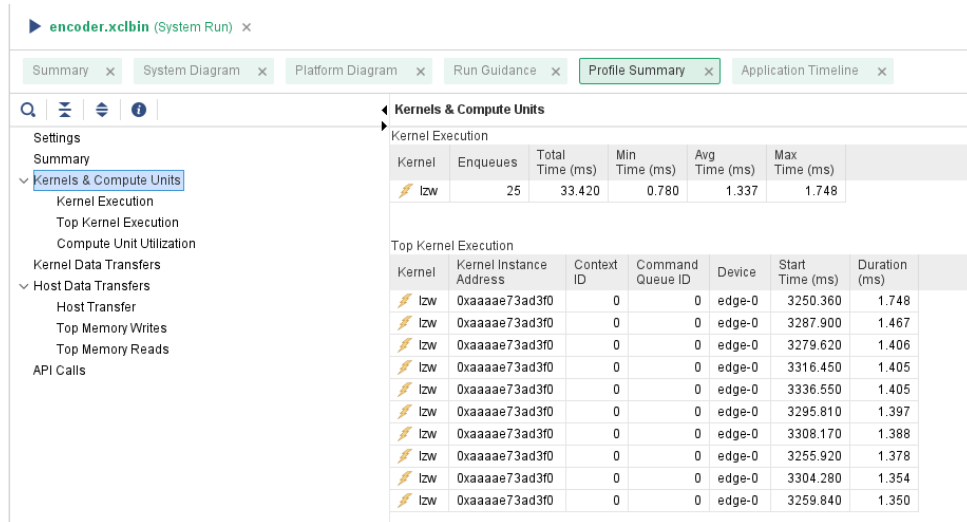 encoder.xclbin (System Run) ×
Summary × System Diagram × Platform Diagram × Run Guidance × Profile Summary × Application Timeline ×
Settings
Summary
Kernels & Compute Units
Kernel Execution
Top Kernel Execution
Compute Unit Utilization
Kernel Data Transfers
Host Data Transfers
Host Transfer
Top Memory Writes
Top Memory Reads
API Calls
Kernels & Compute Units
Kernel Execution
Kernel Enqueues Total Time (ms) Min Time (ms) Avg Time (ms) Max Time (ms)
lzw 25 33.420 0.780 1.337 1.748
Top Kernel Execution
Kernel Kernel Instance Address Context ID Command Queue ID Device Start Time (ms) Duration (ms)
lzw 0xaaaae73ad3f0 0 0 edge-0 3250.360 1.748
lzw 0xaaaae73ad3f0 0 0 edge-0 3287.900 1.467
lzw 0xaaaae73ad3f0 0 0 edge-0 3279.620 1.406
lzw 0xaaaae73ad3f0 0 0 edge-0 3316.450 1.405
lzw 0xaaaae73ad3f0 0 0 edge-0 3336.550 1.405
lzw 0xaaaae73ad3f0 0 0 edge-0 3295.810 1.397
lzw 0xaaaae73ad3f0 0 0 edge-0 3308.170 1.388
lzw 0xaaaae73ad3f0 0 0 edge-0 3255.920 1.378
lzw 0xaaaae73ad3f0 0 0 edge-0 3304.280 1.354
lzw 0xaaaae73ad3f0 0 0 edge-0 3259.840 1.350